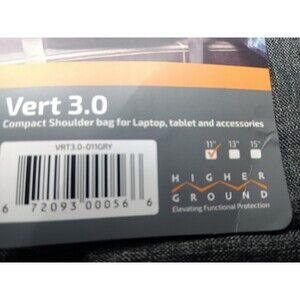 Vert 3.0
Compact Shoulder bag for Laptop, tablet and accessories
VRT3.0-011GRY
11" 13" 15"
6 72093 00056 6
HIGHER
GROUND
Elevating Functional Protection